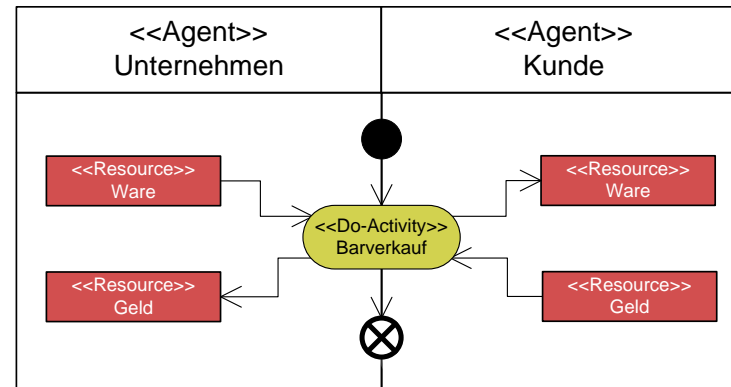 <<Agent>>
Unternehmen
<<Agent>>
Kunde
<<Resource>>
Ware
<<Resource>>
Ware
<<Do-Activity>>
Barverkauf
<<Resource>>
Geld
<<Resource>>
Geld